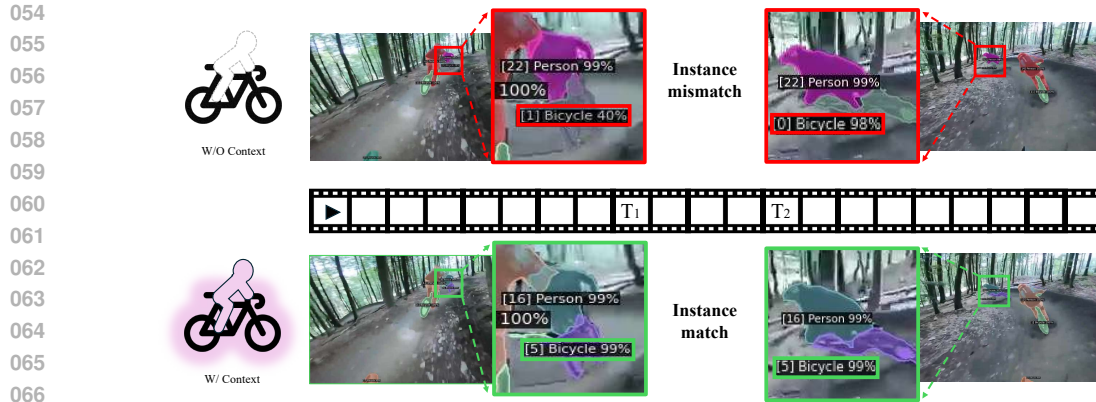 054
055
056
057
058
059
060
061
062
063
064
065
066
W/O Context
[22] Person 99%
100%
[1] Bicycle 40%
Instance
mismatch
[22] Person 99%
[0] Bicycle 98%
T1
T2
W/ Context
[16] Person 99%
100%
[5] Bicycle 99%
Instance
match
[16] Person 99%
[5] Bicycle 99%